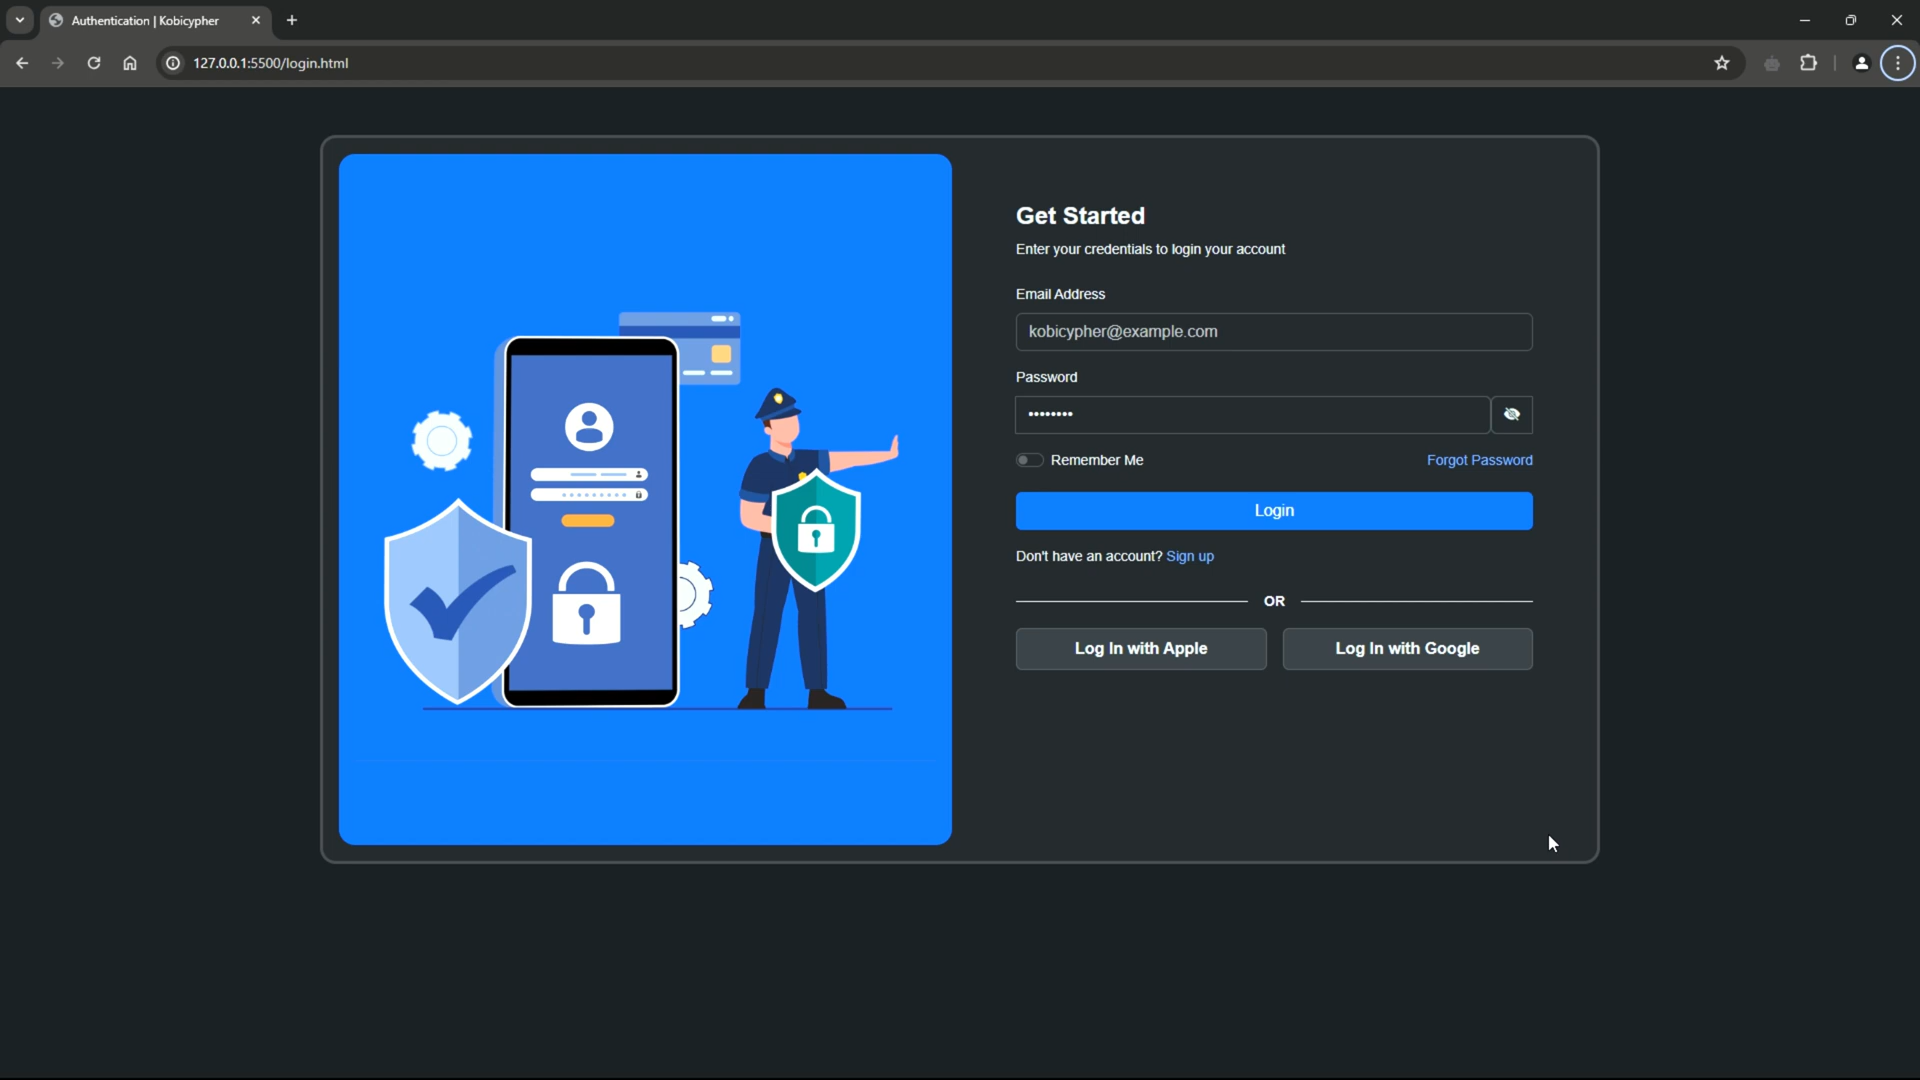 Authentication | Kobicypher
127.0.0.1:5500/login.html
Get Started
Enter your credentials to login your account
Email Address
kobicypher@example.com
Password
••••••••
Remember Me
Forgot Password
Login
Don't have an account? Sign up
OR
Log In with Apple
Log In with Google